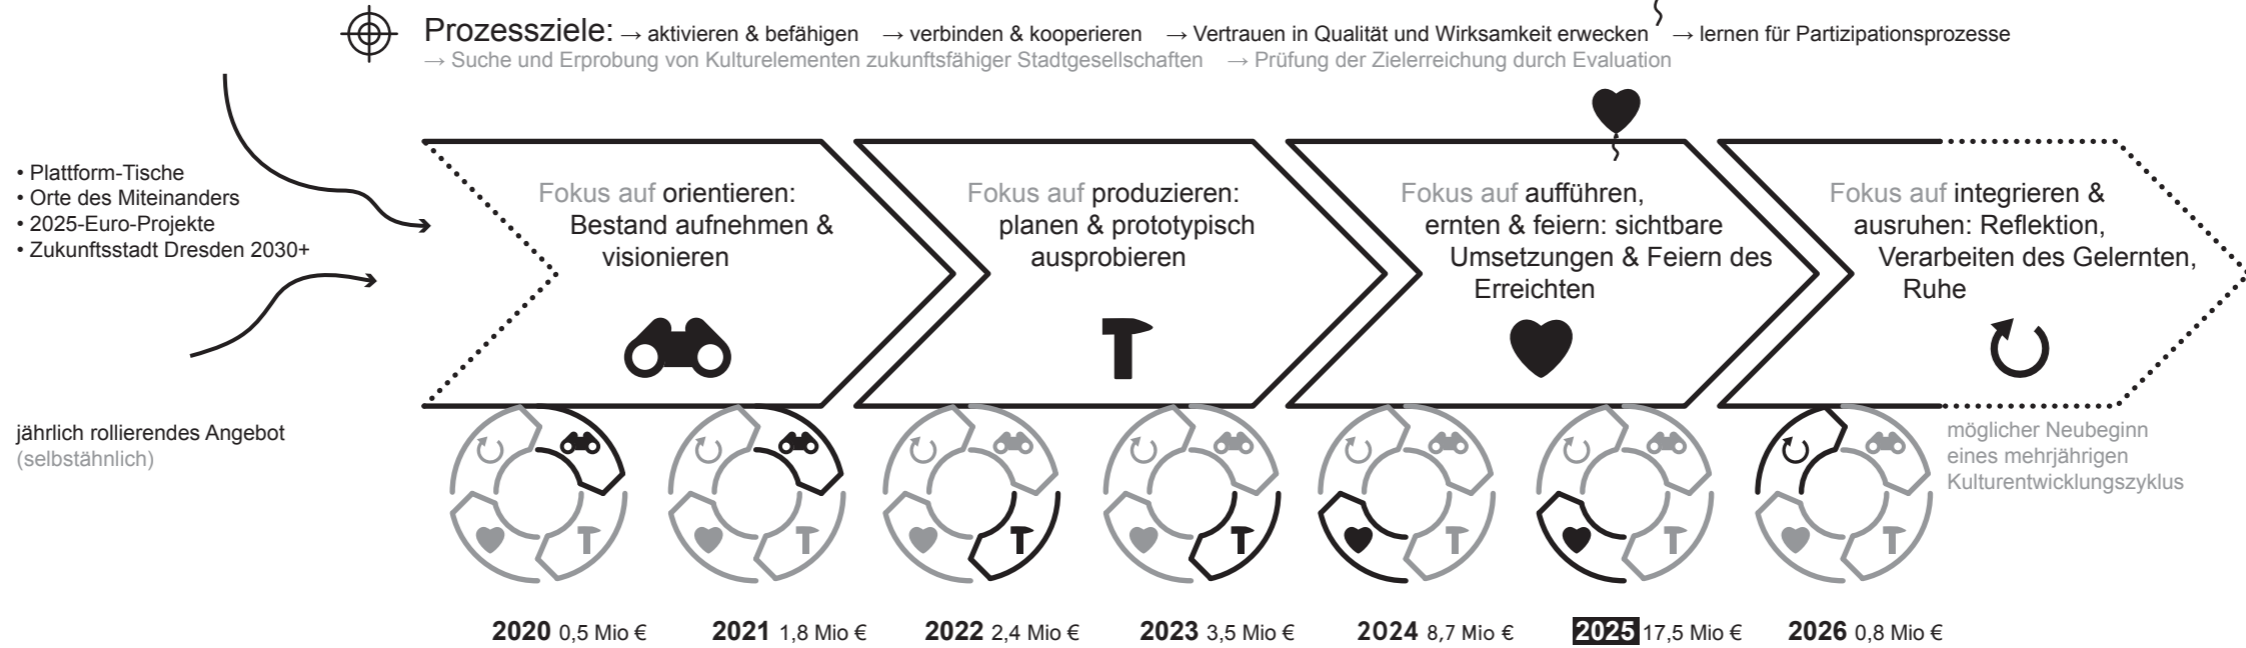 Prozessziele: → aktivieren & befähigen → verbinden & kooperieren → Vertrauen in Qualität und Wirksamkeit erwecken → lernen für Partizipationsprozesse
→ Suche und Erprobung von Kulturelementen zukunftsfähiger Stadtgesellschaften → Prüfung der Zielerreichung durch Evaluation
• Plattform-Tische
• Orte des Miteinanders
• 2025-Euro-Projekte
• Zukunftsstadt Dresden 2030+
Fokus auf orientieren:
Bestand aufnehmen &
visionieren
Fokus auf produzieren:
planen & prototypisch
ausprobieren
Fokus auf aufführen,
ernten & feiern: sichtbare
Umsetzungen & Feiern des
Erreichten
Fokus auf integrieren &
ausruhen: Reflektion,
Verarbeiten des Gelernten,
Ruhe
jährlich rollierendes Angebot
(selbstähnlich)
möglicher Neubeginn
eines mehrjährigen
Kulturentwicklungszyklus
2020 0,5 Mio €
2021 1,8 Mio €
2022 2,4 Mio €
2023 3,5 Mio €
2024 8,7 Mio €
2025 17,5 Mio €
2026 0,8 Mio €